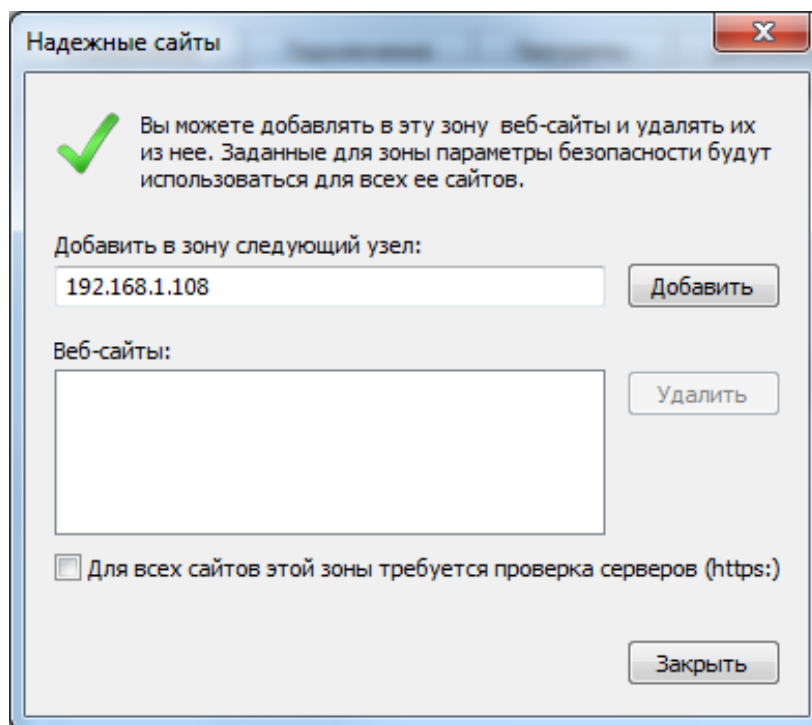 Надежные сайты
Вы можете добавлять в эту зону веб-сайты и удалять их
из нее. Заданные для зоны параметры безопасности будут
использоваться для всех ее сайтов.
Добавить в зону следующий узел:
192.168.1.108
Добавить
Веб-сайты:
Удалить
Для всех сайтов этой зоны требуется проверка серверов (https:)
Закрыть